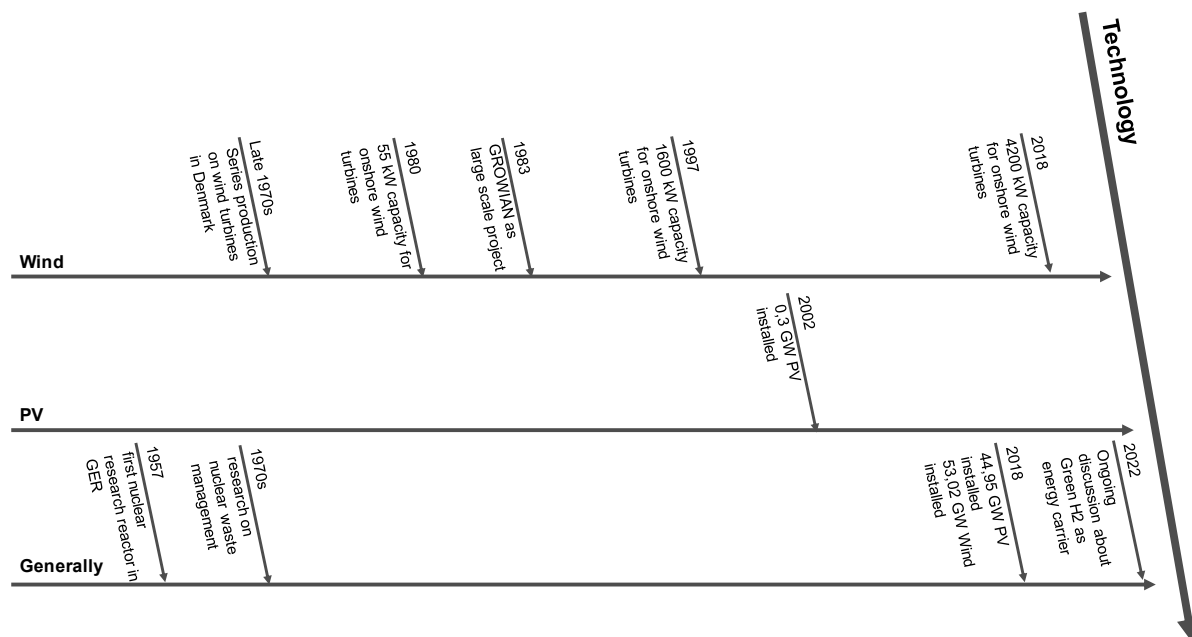 Technology
Late 1970s
Series production
on wind turbines
in Denmark
1980
55 kW capacity for
onshore wind
turbines
1983
GROWIAN as
large scale project
1997
1600 kW capacity
for onshore wind
turbines
2018
4200 kW capacity
for onshore wind
turbines
Wind
2002
0,3 GW PV
installed
PV
1957
first nuclear
research reactor in
GER
1970s
research on
nuclear waste
management
2018
44,95 GW PV
installed
53,02 GW Wind
installed
2022
Ongoing
discussion about
Green H2 as
energy carrier
Generally